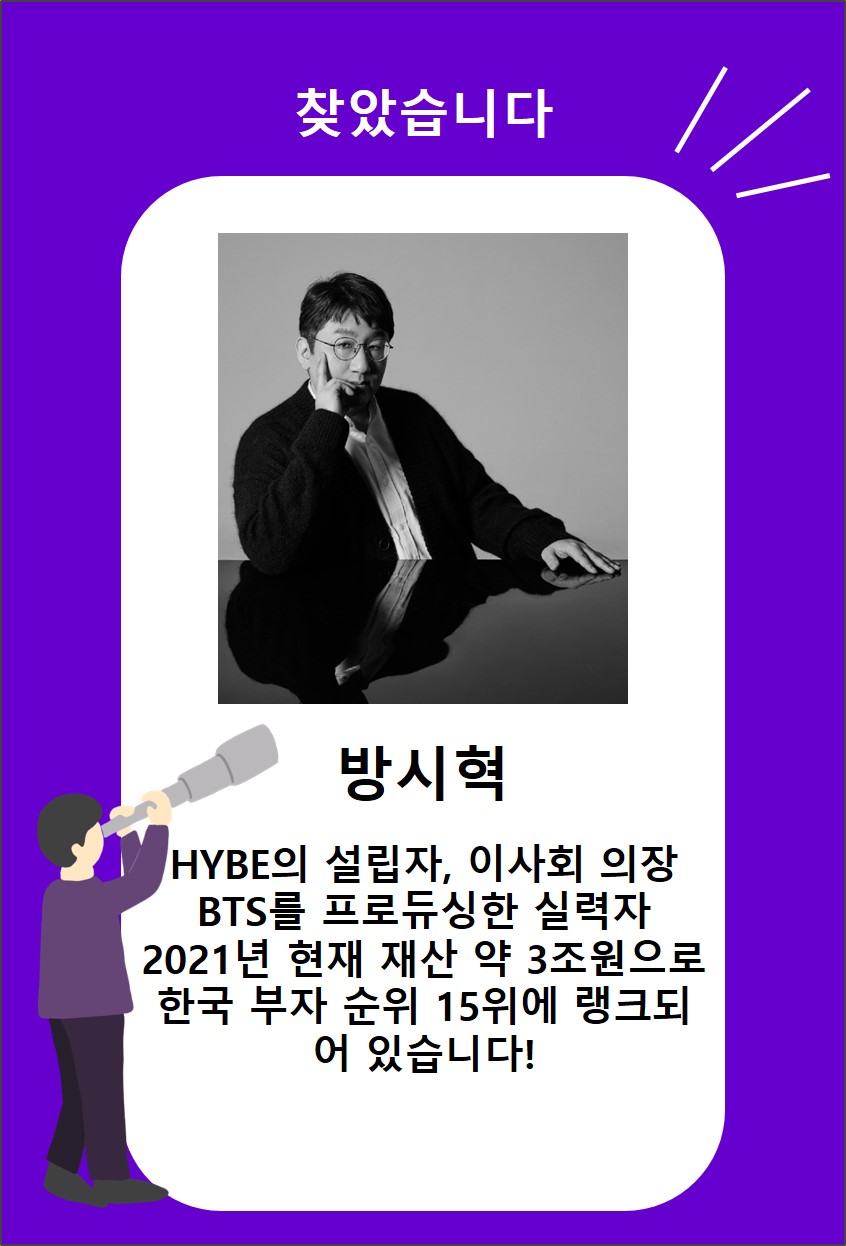 찾았습니다
방시혁
HYBE의 설립자, 이사회 의장
BTS를 프로듀싱한 실력자
2021년 현재 재산 약 3조원으로
한국 부자 순위 15위에 랭크되
어 있습니다!